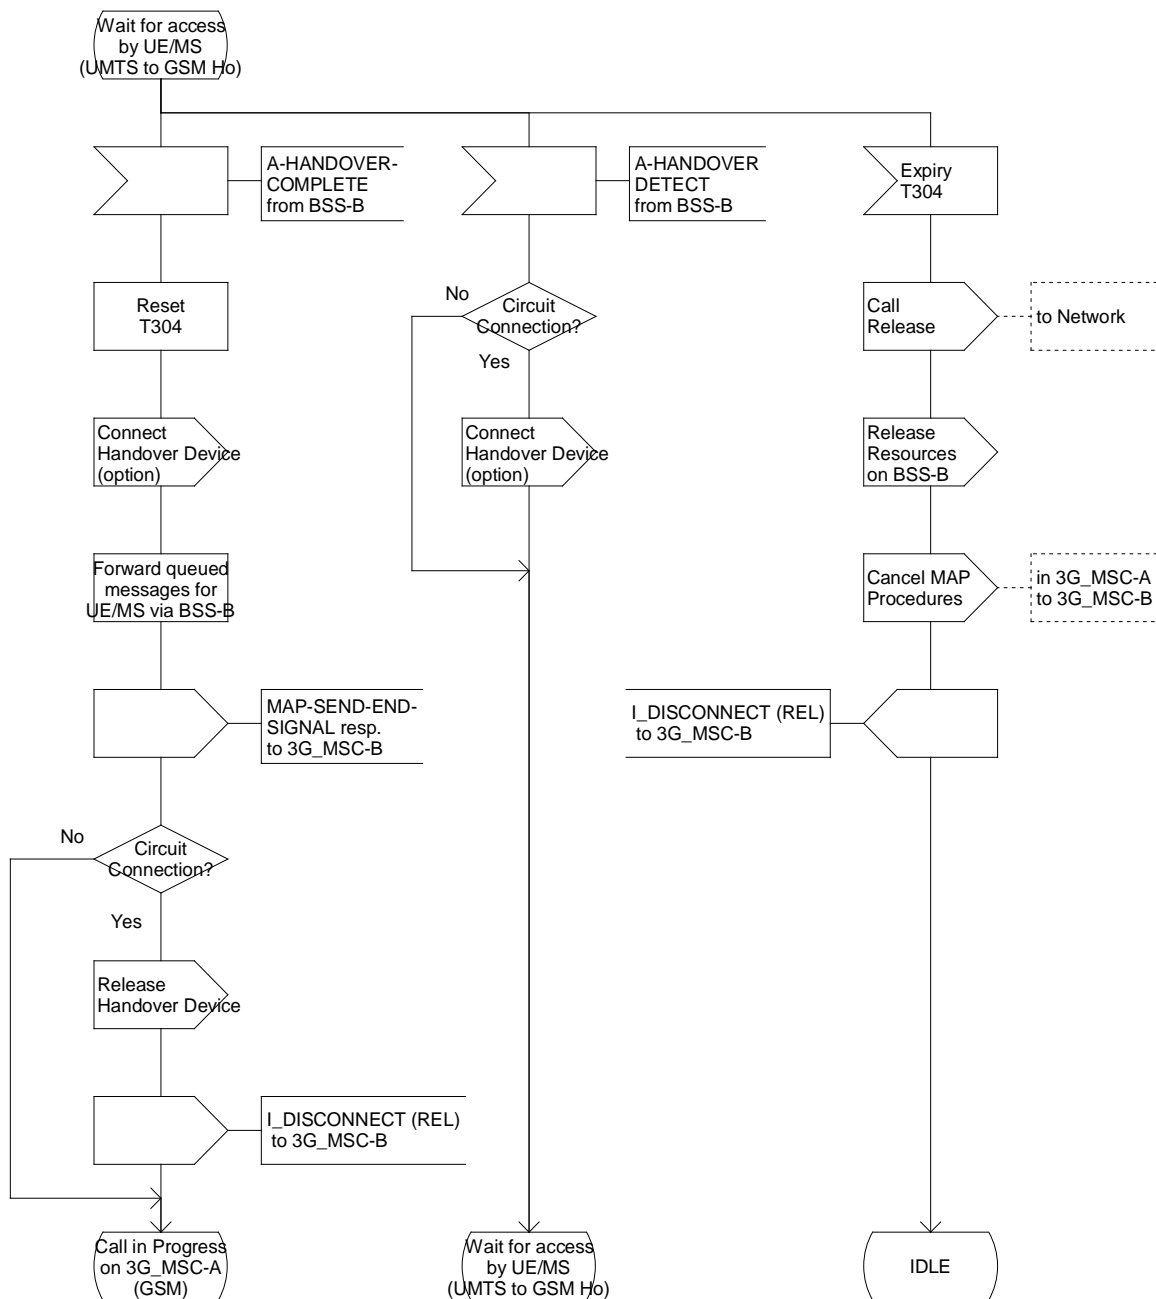 Wait for access
by UE/MS
(UMTS to GSM Ho)
A-HANDOVER-
COMPLETE
from BSS-B
A-HANDOVER
DETECT
from BSS-B
Expiry
T304
Reset
T304
No
Circuit
Connection?
Yes
Call
Release
to Network
Connect
Handover Device
(option)
Connect
Handover Device
(option)
Release
Resources
on BSS-B
Forward queued
messages for
UE/MS via BSS-B
Cancel MAP
Procedures
in 3G_MSC-A
to 3G_MSC-B
MAP-SEND-END-
SIGNAL resp.
to 3G_MSC-B
I_DISCONNECT (REL)
to 3G_MSC-B
No
Circuit
Connection?
Yes
Release
Handover Device
I_DISCONNECT (REL)
to 3G_MSC-B
Call in Progress
on 3G_MSC-A
(GSM)
Wait for access
by UE/MS
(UMTS to GSM Ho)
IDLE